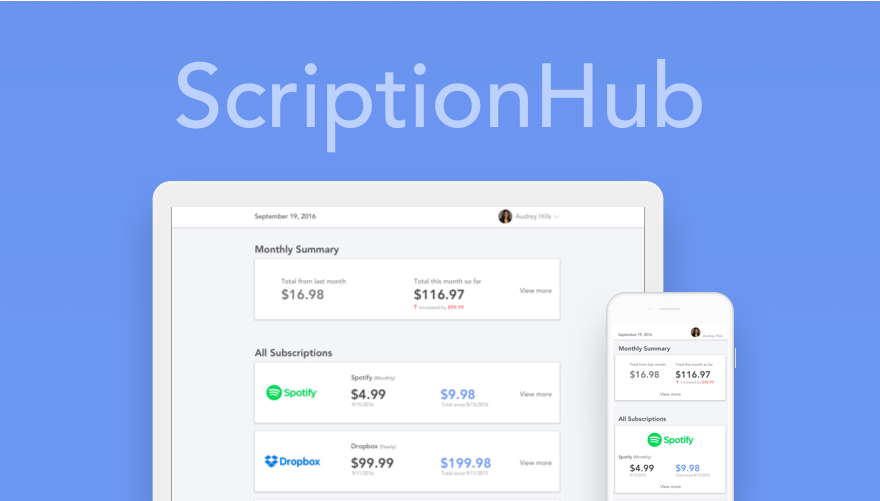 ScriptionHub
September 19, 2016
Audrey Hills
Monthly Summary
Total from last month
$16.98
Total this month so far
$116.97
↑ increased by $99.99
View more
All Subscriptions
Spotify
Spotify (Monthly)
$4.99
9/15/2016
$9.98
Total since 8/15/2016
View more
Dropbox
Dropbox (Yearly)
$99.99
9/11/2016
$199.98
Total since 9/11/2015
View more
September 19, 2016
Audrey Hills
Monthly Summary
Total from last month
$16.98
Total this month so far
$116.97
↑ increased by $99.99
View more
All Subscriptions
Spotify
Spotify (Monthly)
$4.99
9/15/2016
$9.98
Total since 8/15/2016
View more